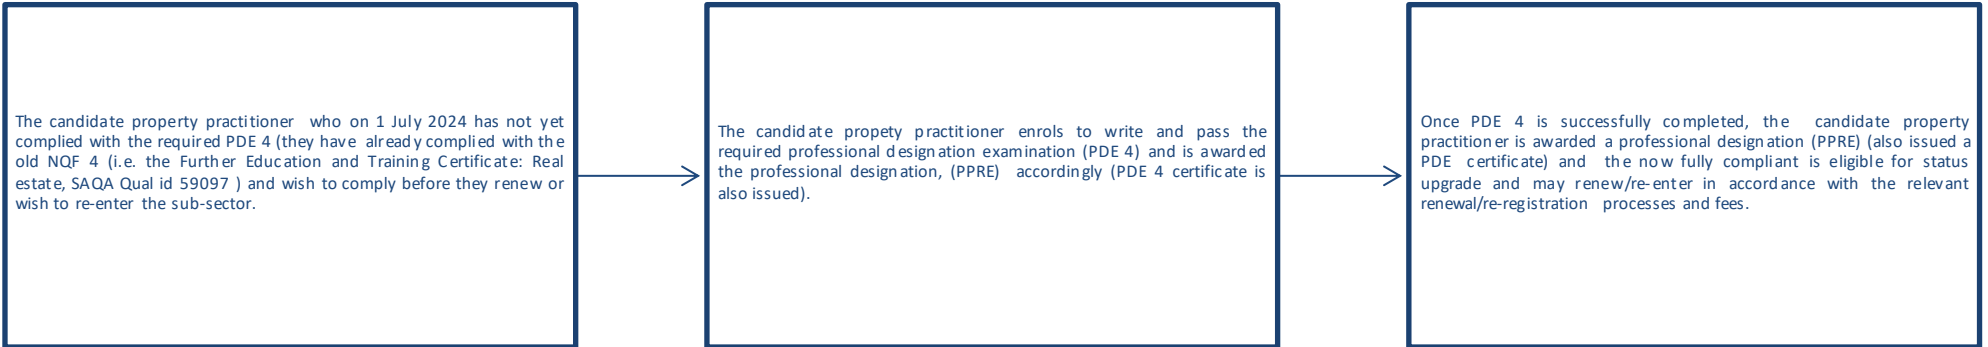 The candidate property practitioner who on 1 July 2024 has not yet
complied with the required PDE 4 (they have already complied with the
old NQF 4 (i.e. the Further Education and Training Certificate: Real
estate, SAQA Qual id 59097 ) and wish to comply before they renew or
wish to re-enter the sub-sector.
The candidate propety practitioner enrols to write and pass the
required professional designation examination (PDE 4) and is awarded
the professional designation, (PPRE) accordingly (PDE 4 certificate is
also issued).
Once PDE 4 is successfully completed, the candidate property
practitioner is awarded a professional designation (PPRE) (also issued a
PDE certificate) and the now fully compliant is eligible for status
upgrade and may renew/re-enter in accordance with the relevant
renewal/re-registration processes and fees.